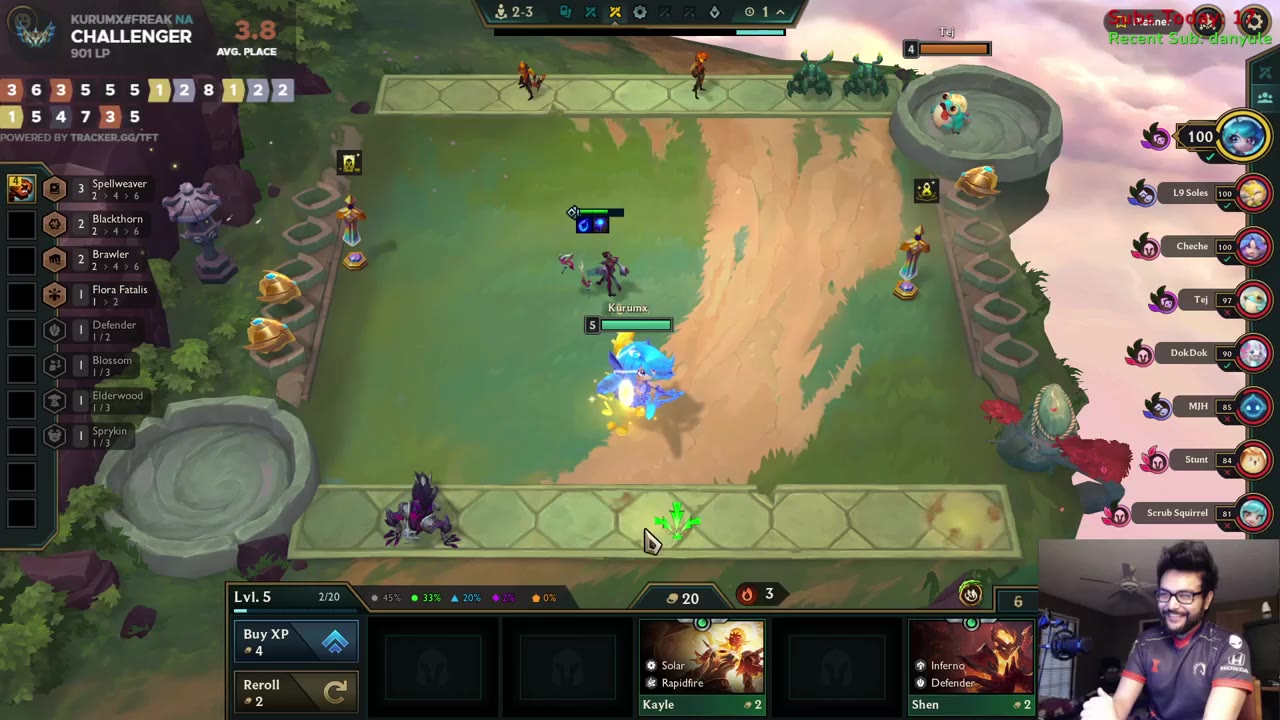 KURUMX#FREAK NA
CHALLENGER
901 LP
3.8
AVG. PLACE
3 6 3 5 5 5 1 2 8 1 2 2
1 5 4 7 3 5
POWERED BY TRACKER.GG/TFT
2-3
1
Subs Today: 17
Recent Sub: danyule
Tej
4
4
3 Spellweaver
2 > 4 > 6
2 Blackthorn
2 > 4 > 6
2 Brawler
2 > 4 > 6
1 Flora Fatalis
1 > 2
1 Defender
1 / 2
1 Blossom
1 / 3
1 Elderwood
1 / 3
1 Sprykin
1 / 3
Kurumx
5
100
L9 Soles 100
Cheche 100
Tej 97
DokDok 90
MJH 85
Stunt 84
Scrub Squirrel 81
Lvl. 5
2/20
45% 33% 20% 2% 0%
20
3
6
Buy XP
4
Reroll
2
Solar
Rapidfire
Kayle 2
Inferno
Defender
Shen 2
HONDA